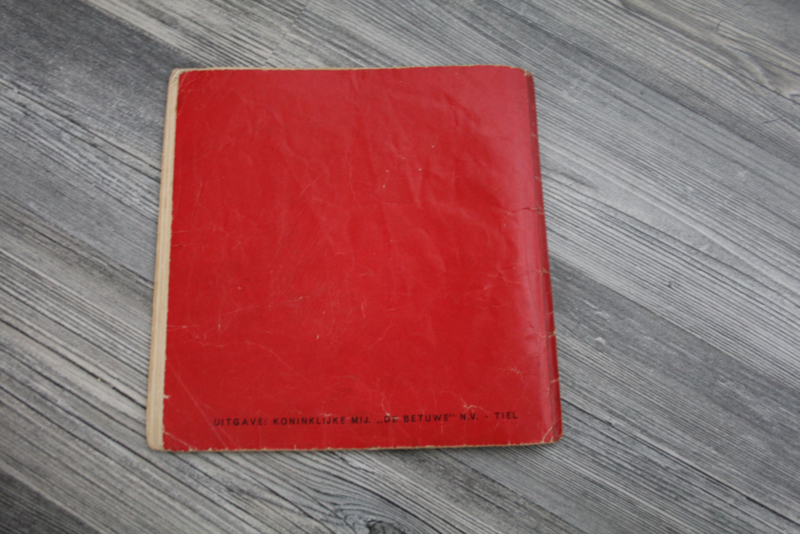 UITGAVE: KONINKLIJKE MIJ. „DE BETUWE" N.V. - TIEL